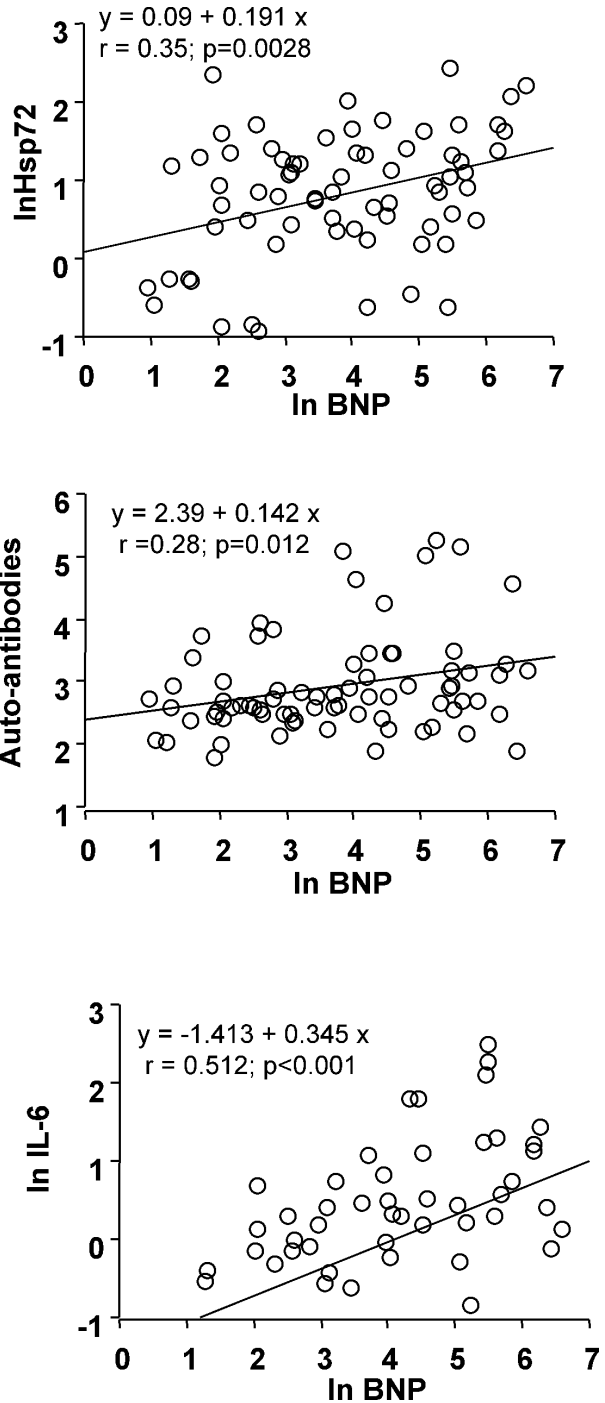 y = 0.09 + 0.191 x
r = 0.35; p=0.0028
lnHsp72
3
2
1
0
-1
0 1 2 3 4 5 6 7
ln BNP
y = 2.39 + 0.142 x
r =0.28; p=0.012
Auto-antibodies
6
5
4
3
2
1
0 1 2 3 4 5 6 7
ln BNP
y = -1.413 + 0.345 x
r = 0.512; p<0.001
ln IL-6
3
2
1
0
-1
0 1 2 3 4 5 6 7
ln BNP